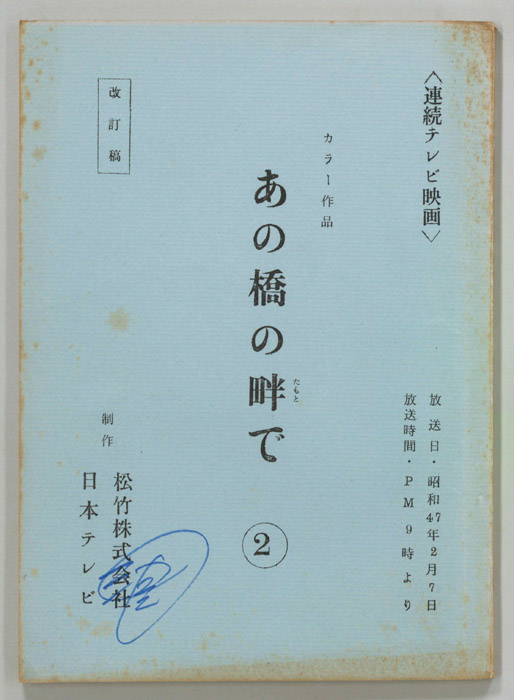 〈連続テレビ映画〉
放送日・昭和47年2月7日
放送時間・PM9時より
カラー作品
あの橋の畔で
たもと
2
改訂稿
制作
松竹株式会社
日本テレビ